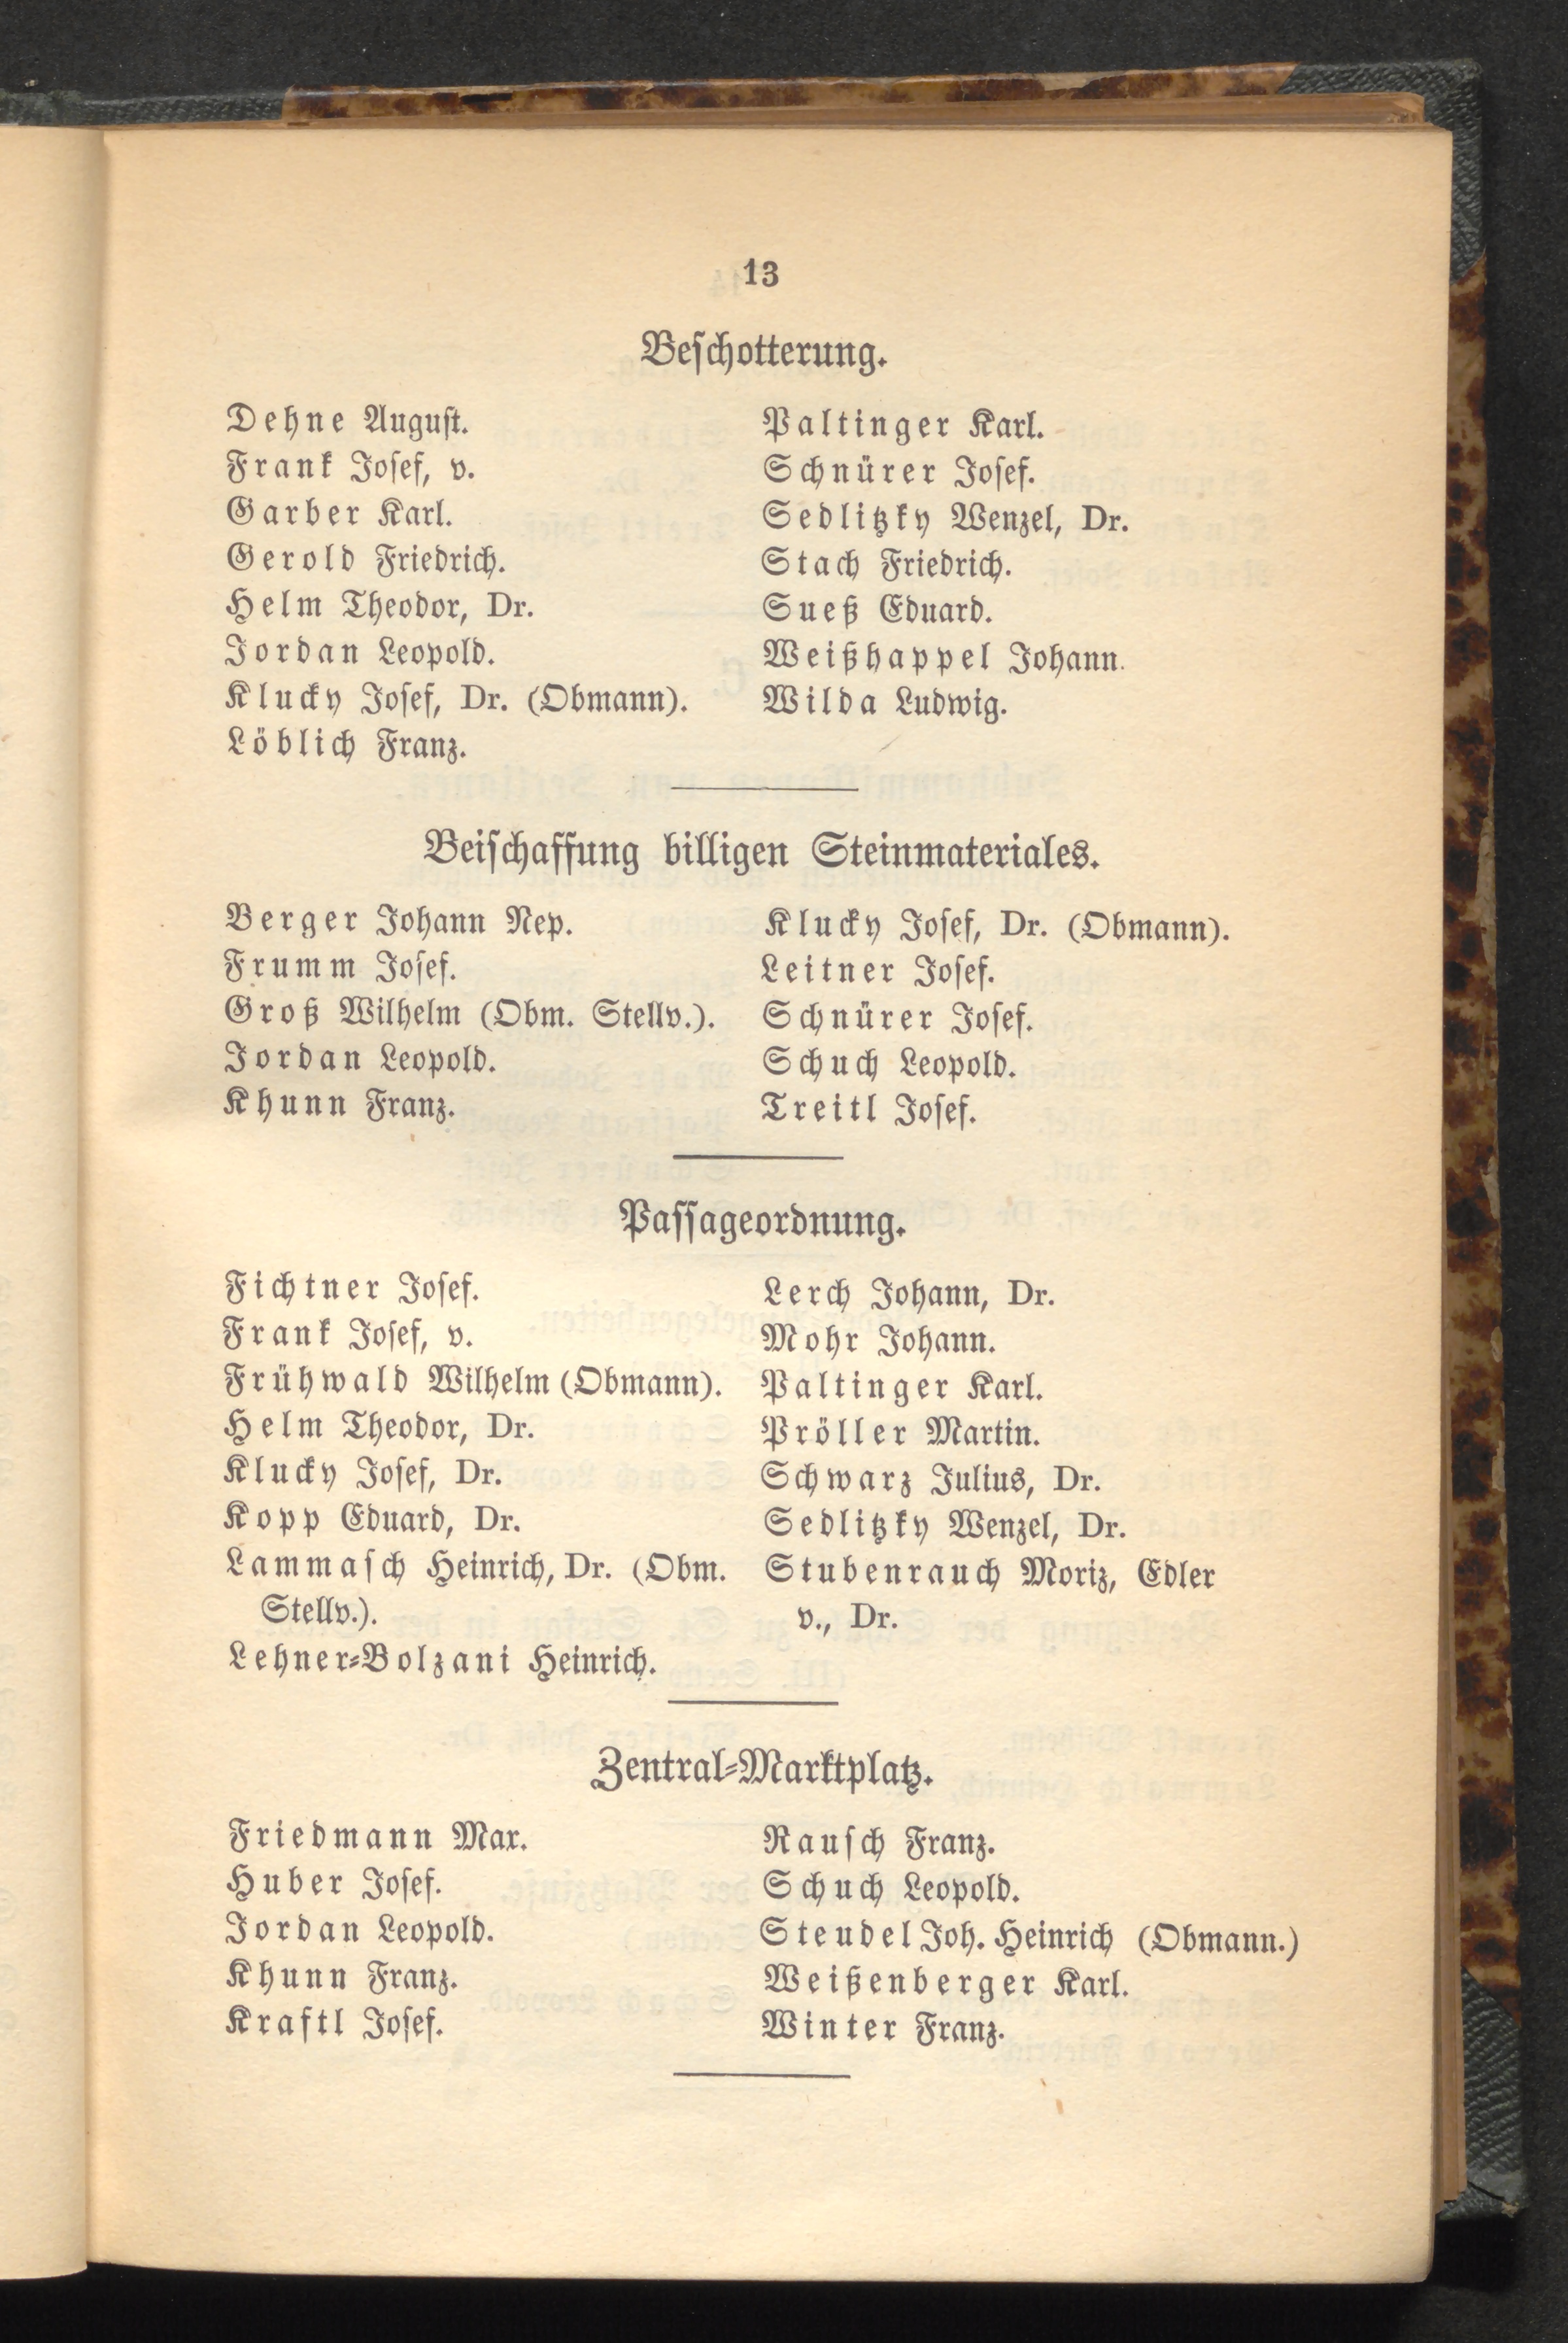 13
Beschotterung.
Dehne August.
Frank Josef, v.
Garber Karl.
Gerold Friedrich.
Helm Theodor, Dr.
Jordan Leopold.
Klucky Josef, Dr. (Obmann).
Löblich Franz.
Paltinger Karl.
Schnürer Josef.
Sedlitzky Wenzel, Dr.
Stach Friedrich.
Sueß Eduard.
Weißhappel Johann.
Wilda Ludwig.
Beischaffung billigen Steinmateriales.
Berger Johann Nep.
Frumm Josef.
Groß Wilhelm (Obm. Stellv.).
Jordan Leopold.
Khunn Franz.
Klucky Josef, Dr. (Obmann).
Leitner Josef.
Schnürer Josef.
Schuch Leopold.
Treitl Josef.
Passageordnung.
Fichtner Josef.
Frank Josef, v.
Frühwald Wilhelm (Obmann).
Helm Theodor, Dr.
Klucky Josef, Dr.
Kopp Eduard, Dr.
Lammasch Heinrich, Dr. (Obm.
Stellv.).
Lehner-Bolzani Heinrich.
Lerch Johann, Dr.
Mohr Johann.
Paltinger Karl.
Pröller Martin.
Schwarz Julius, Dr.
Sedlitzky Wenzel, Dr.
Stubenrauch Moriz, Edler
v., Dr.
Zentral-Marktplatz.
Friedmann Max.
Huber Josef.
Jordan Leopold.
Khunn Franz.
Kraftl Josef.
Rausch Franz.
Schuch Leopold.
Steudel Joh. Heinrich (Obmann.)
Weißenberger Karl.
Winter Franz.